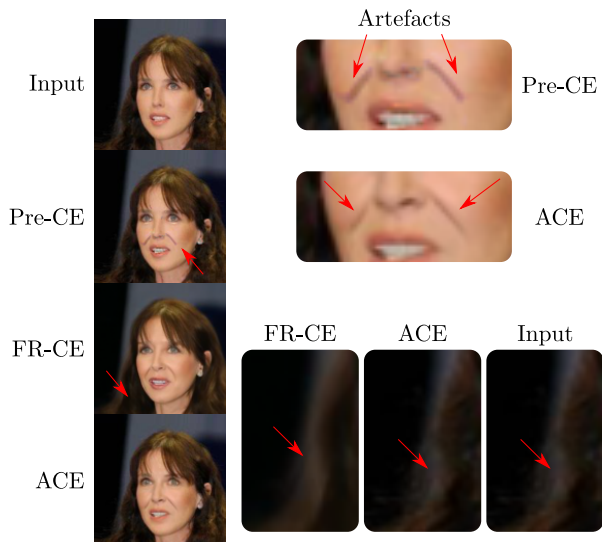 Artefacts
Input
Pre-CE
Pre-CE
ACE
FR-CE
FR-CE ACE Input
ACE